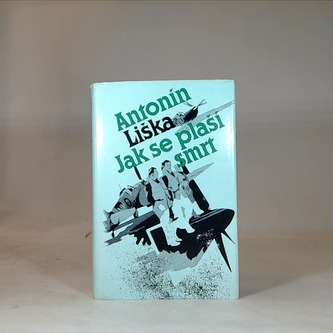 Antonín
Liška
Jak se plaší
smrt